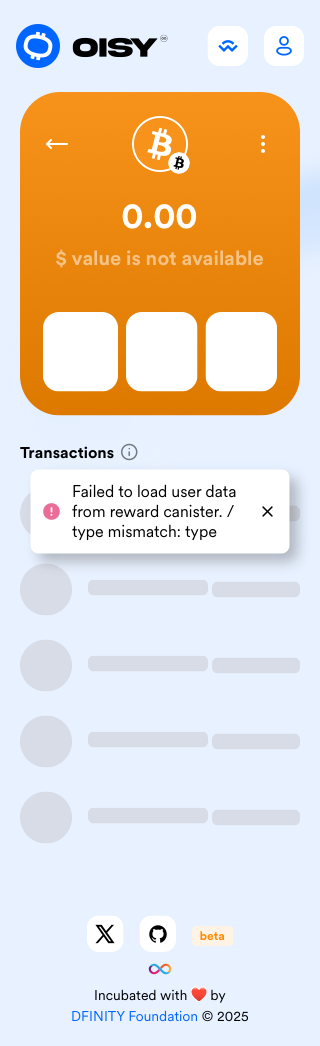 OISY
0.00
$ value is not available
Transactions
Failed to load user data
from reward canister. /
type mismatch: type
beta
Incubated with ❤️ by
DFINITY Foundation © 2025